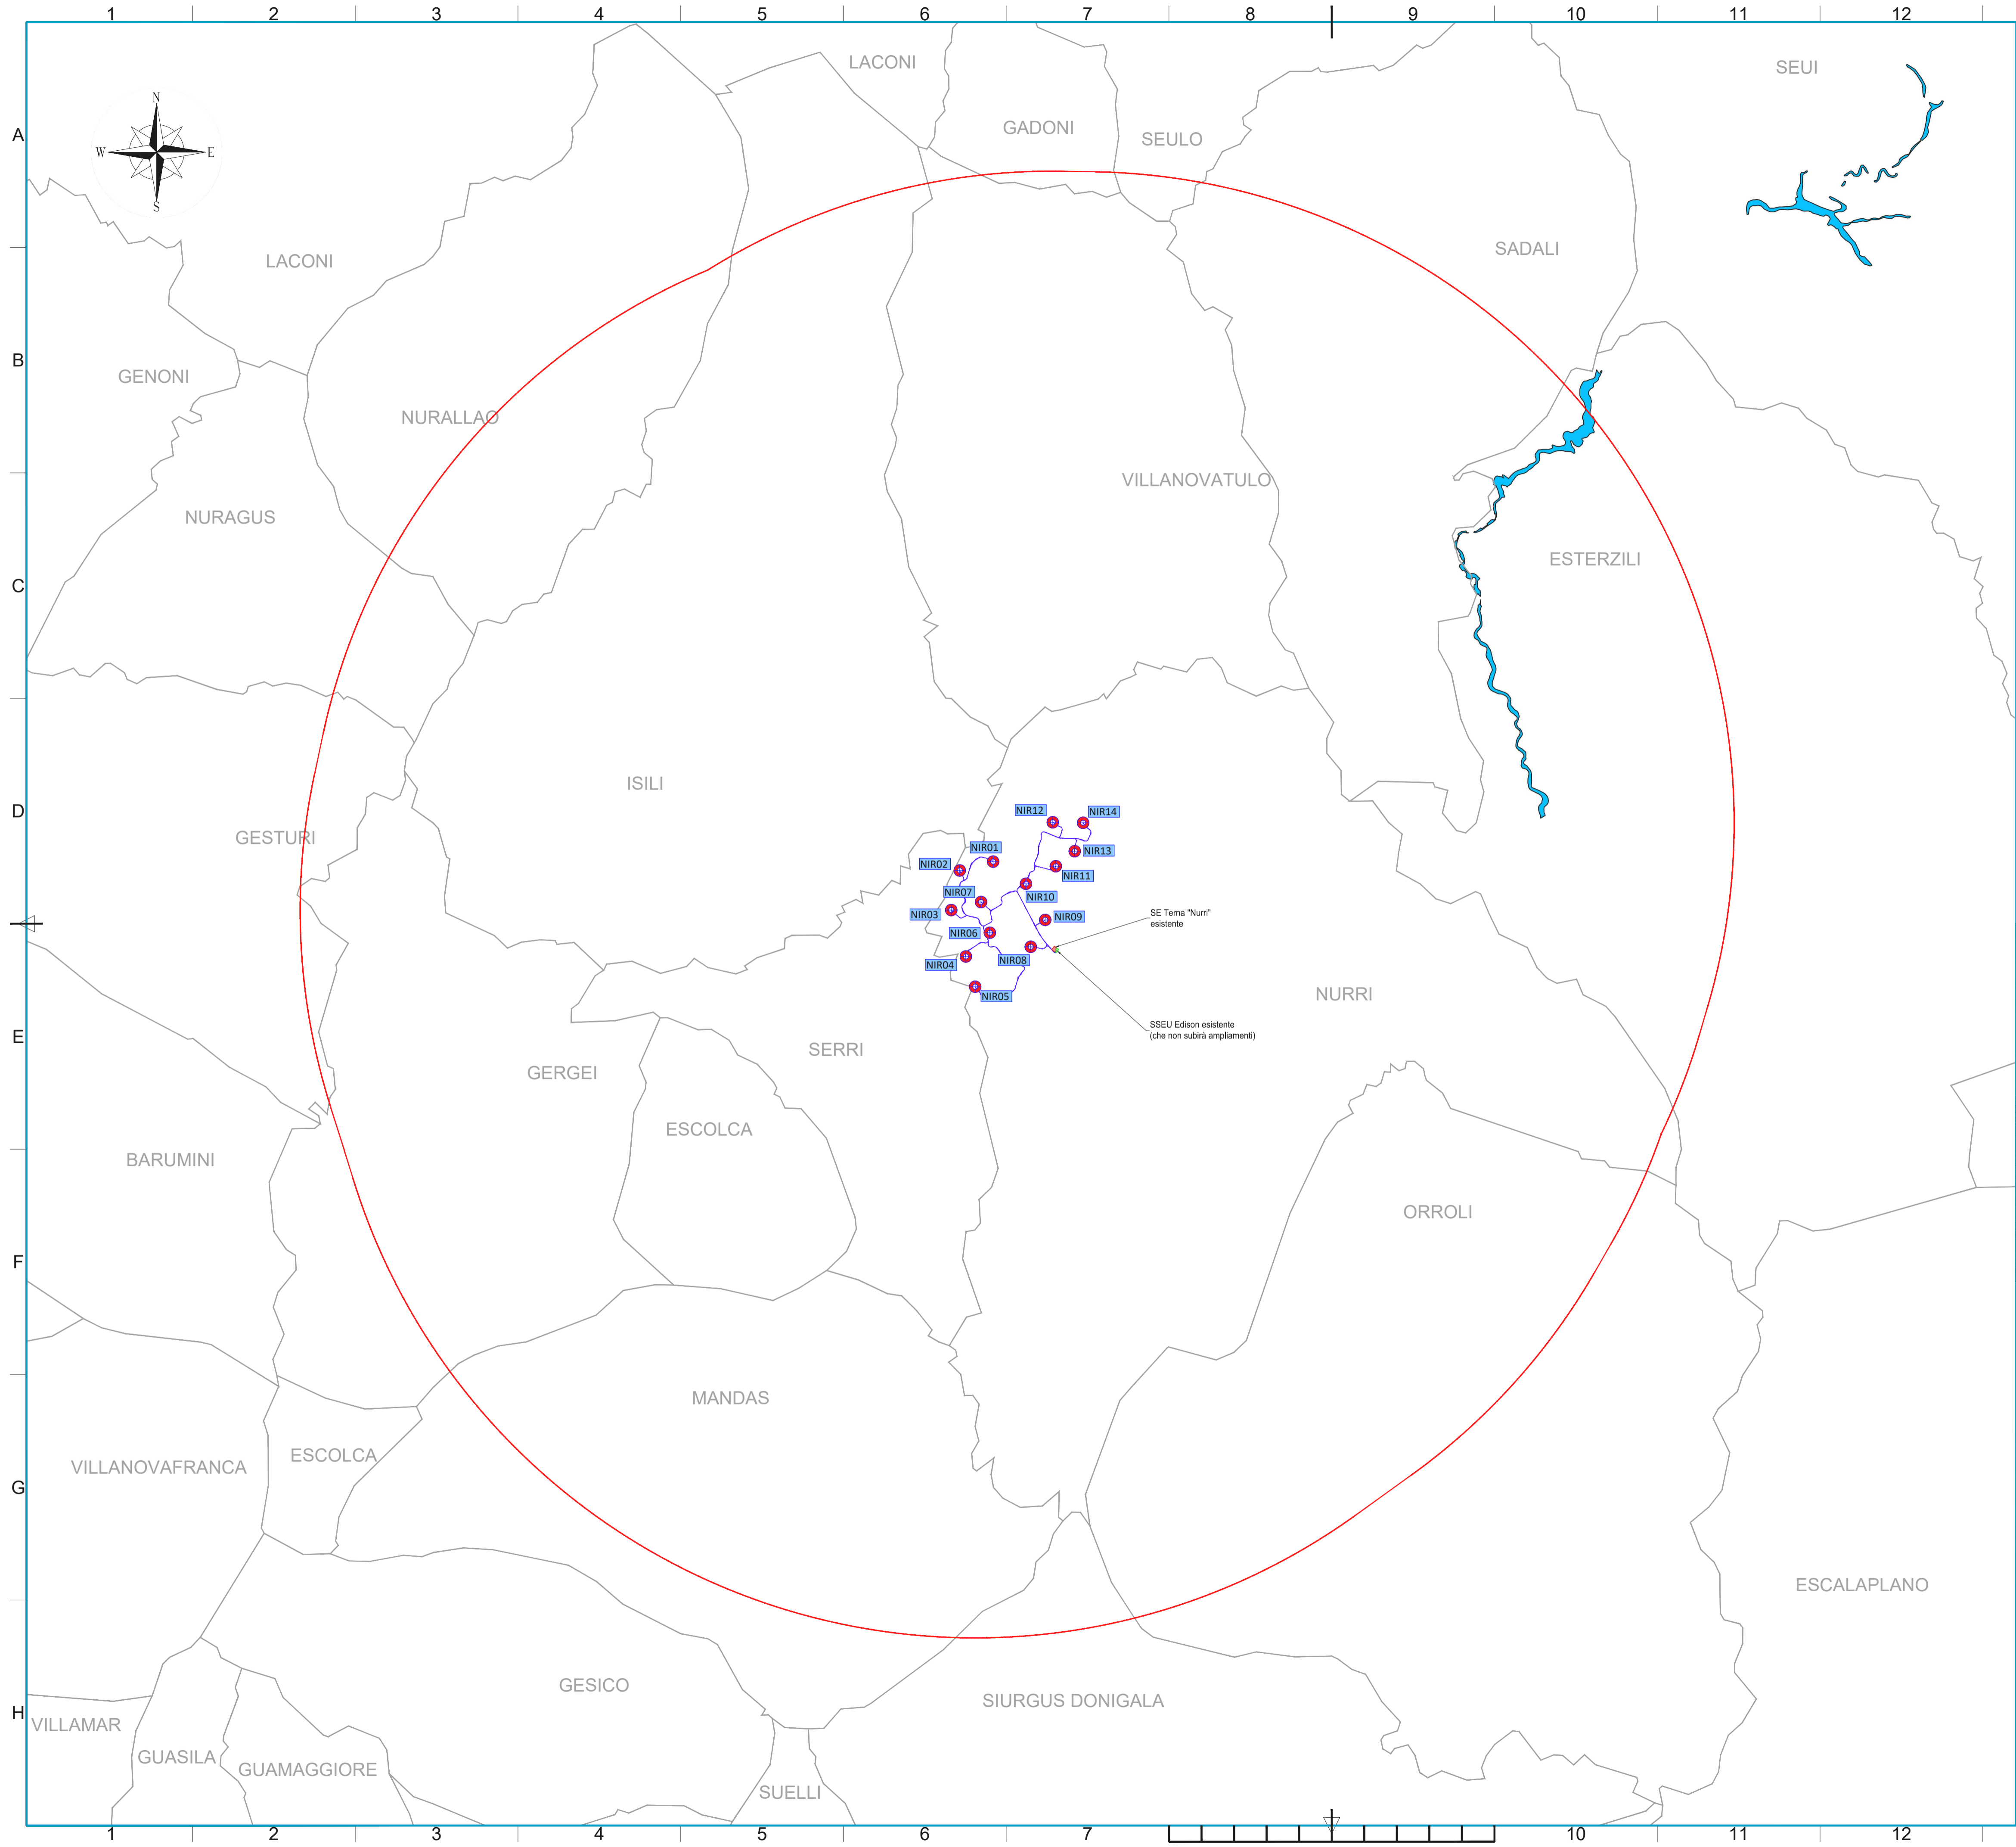 1 2 3 4 5 6 7 8 9 10 11 12
LACONI
SEUI
N
A
GADONI
SEULO
W E
S
SADALI
LACONI
B
GENONI
NURALLAO
VILLANOVATULO
NURAGUS
ESTERZILI
C
ISILI
D
NIR12 NIR14
GESTURI
NIR01
NIR13
NIR02
NIR11
NIR07
NIR10
NIR03
NIR09
SE Terna "Nurri"
esistente
NIR06
NIR08
NIR04
NIR05
NURRI
SSEU Edison esistente
(che non subirà ampliamenti)
E
SERRI
GERGEI
ESCOLCA
BARUMINI
ORROLI
F
MANDAS
ESCOLCA
VILLANOVAFRANCA
G
ESCALAPLANO
GESICO
SIURGUS DONIGALA
H
VILLAMAR
GUASILA
GUAMAGGIORE
SUELLI
1 2 3 4 5 6 7 10 11 12